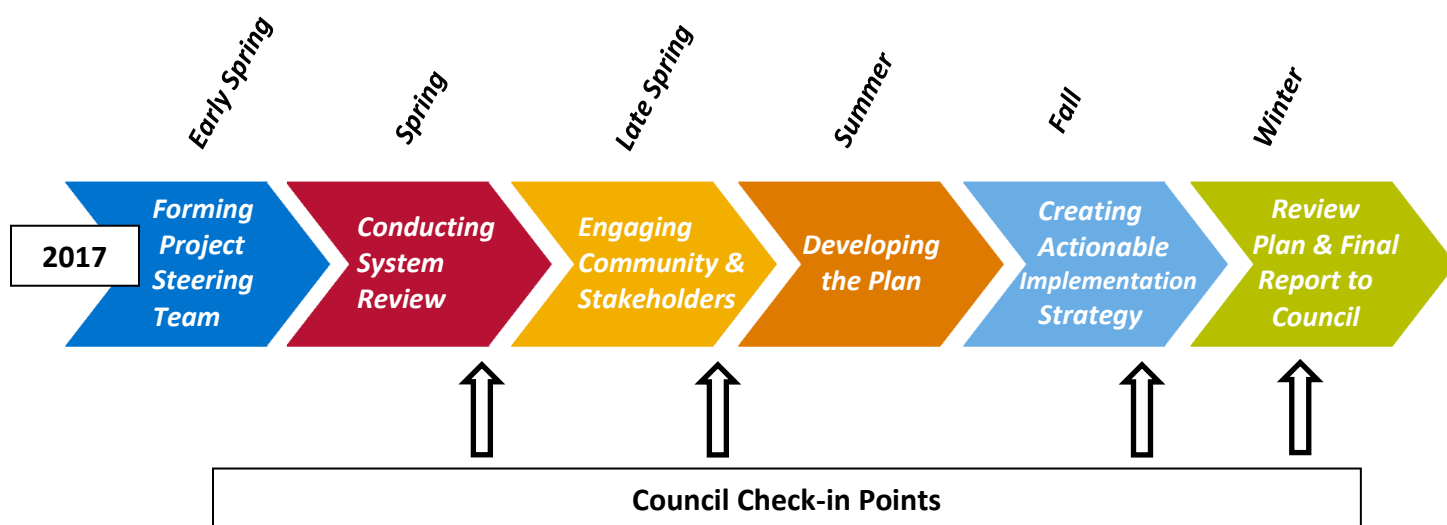 Early Spring
Spring
Late Spring
Summer
Fall
Winter
2017
Forming
Project
Steering
Team
Conducting
System
Review
Engaging
Community &
Stakeholders
Developing
the Plan
Creating
Actionable
Implementation
Strategy
Review
Plan & Final
Report to
Council
Council Check-in Points